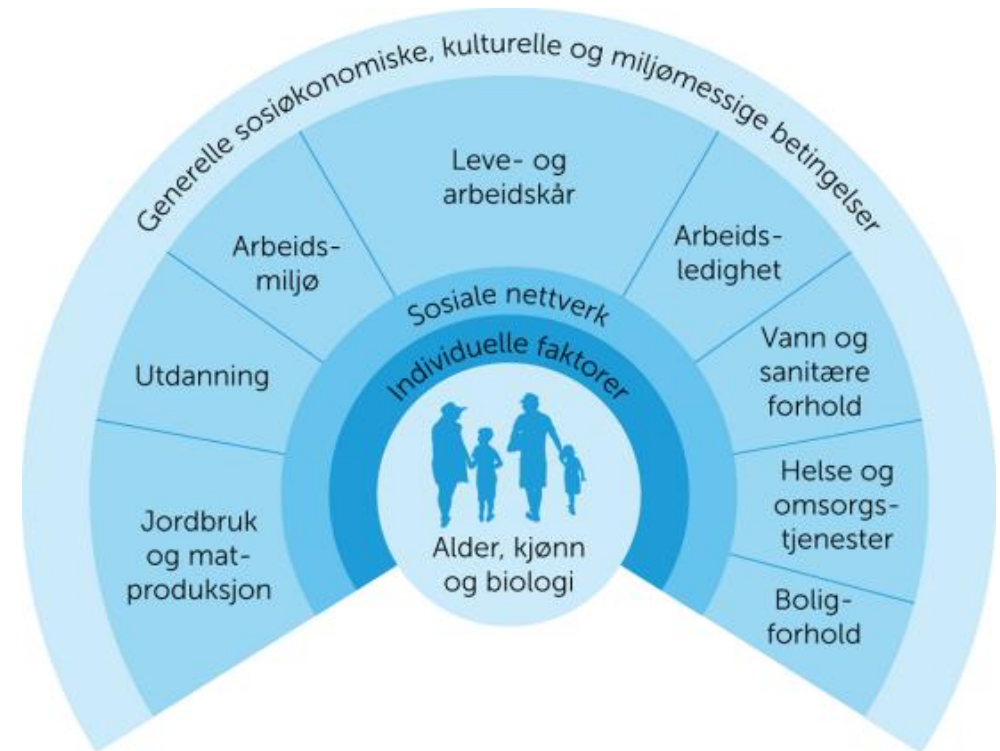 Generelle sosiøkonomiske, kulturelle og miljømessige betingelser
Leve- og
arbeidskår
Arbeids-
miljø
Arbeids-
ledighet
Utdanning
Vann og
sanitære
forhold
Jordbruk
og mat-
produksjon
Helse og
omsorgs-
tjenester
Bolig-
forhold
Sosiale nettverk
Individuelle faktorer
Alder, kjønn
og biologi